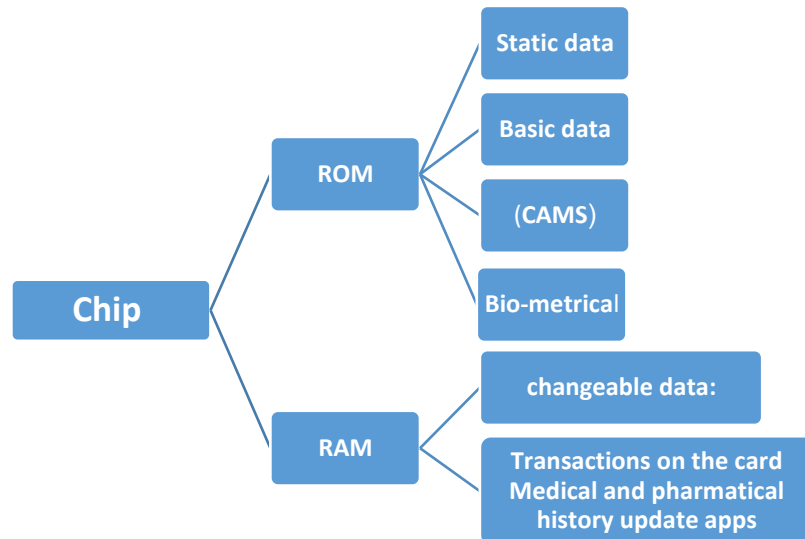 Chip
ROM
Static data
Basic data
(CAMS)
Bio-metrical
RAM
changeable data:
Transactions on the card
Medical and pharmatical
history update apps